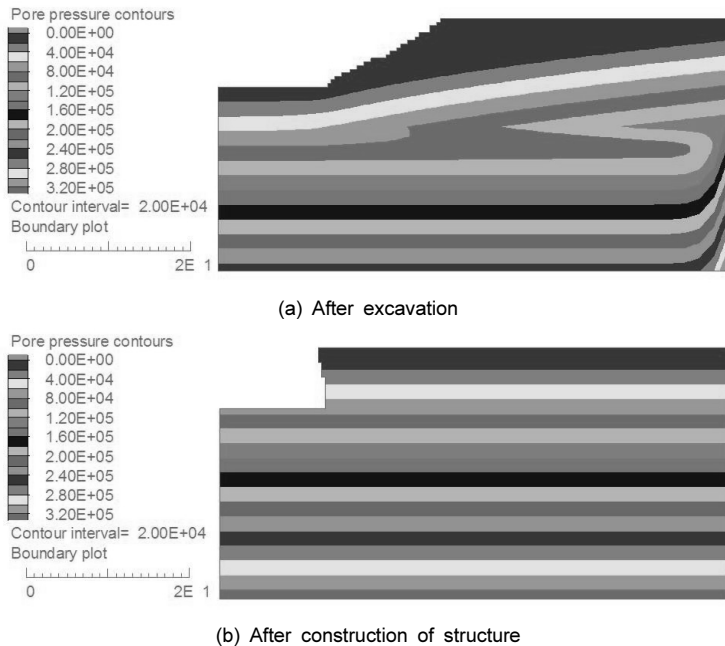 Pore pressure contours
0.00E+00
4.00E+04
8.00E+04
1.20E+05
1.60E+05
2.00E+05
2.40E+05
2.80E+05
3.20E+05
Contour interval= 2.00E+04
Boundary plot
0 2E 1
(a) After excavation
Pore pressure contours
0.00E+00
4.00E+04
8.00E+04
1.20E+05
1.60E+05
2.00E+05
2.40E+05
2.80E+05
3.20E+05
Contour interval= 2.00E+04
Boundary plot
0 2E 1
(b) After construction of structure